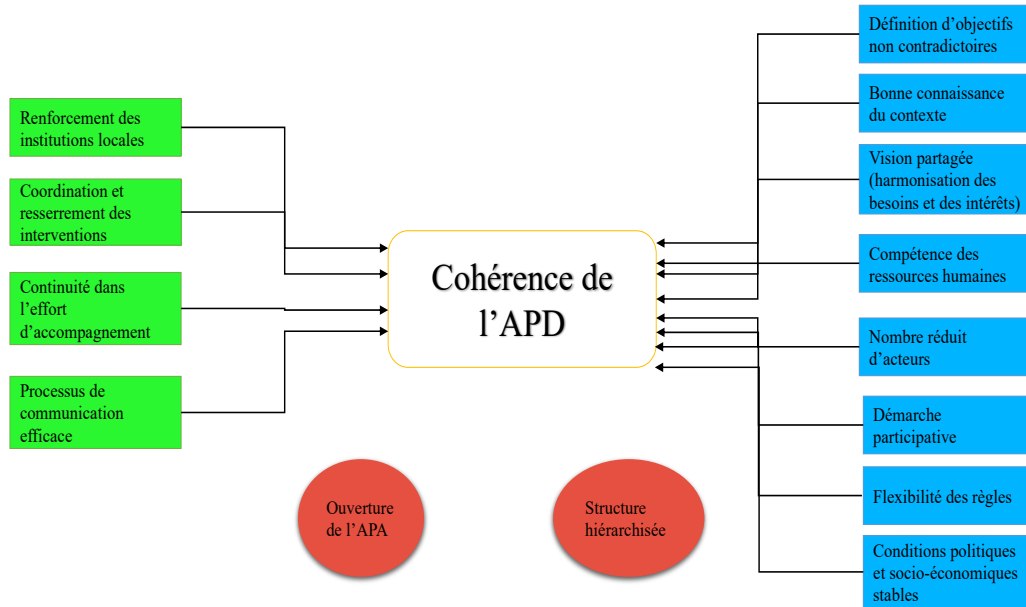 Renforcement des
institutions locales
Coordination et
resserrement des
interventions
Continuité dans
l’effort
d’accompagnement
Processus de
communication
efficace
Cohérence de
l’APD
Ouverture
de l’APA
Structure
hiérarchisée
Définition d’objectifs
non contradictoires
Bonne connaissance
du contexte
Vision partagée
(harmonisation des
besoins et des intérêts)
Compétence des
ressources humaines
Nombre réduit
d’acteurs
Démarche
participative
Flexibilité des règles
Conditions politiques
et socio-économiques
stables